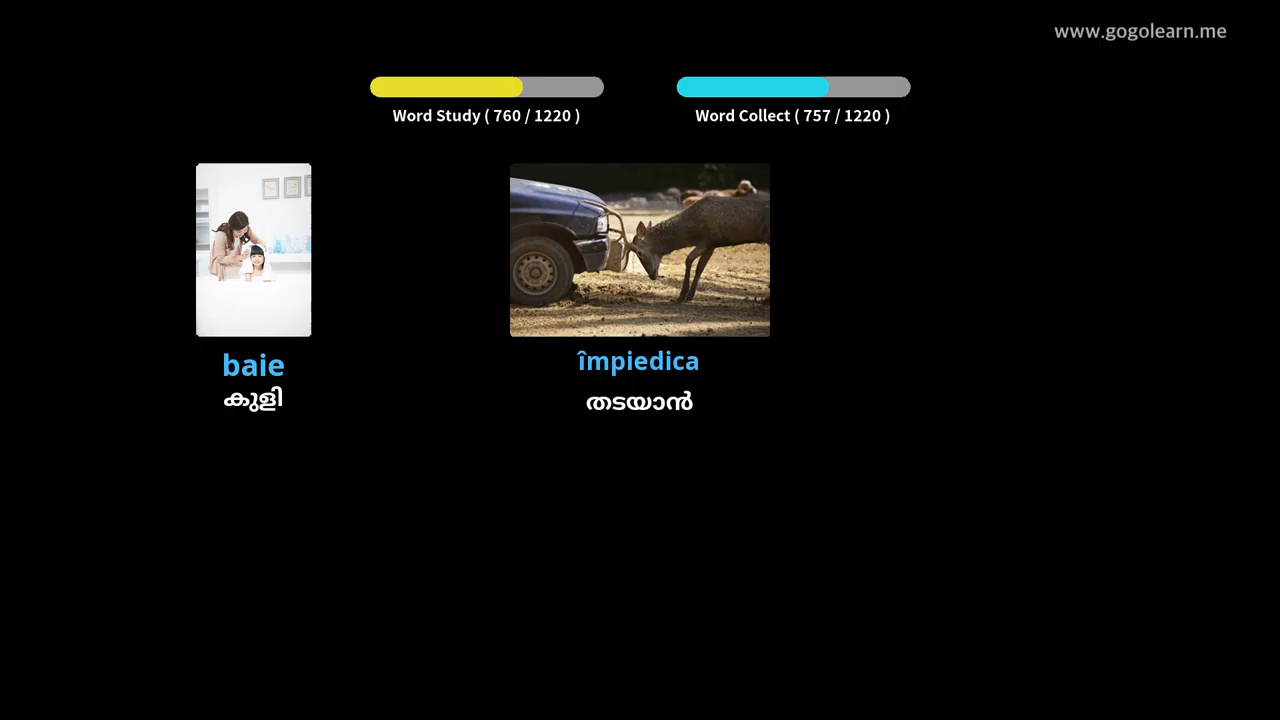 www.gogolearn.me
Word Study ( 760 / 1220 )
Word Collect ( 757 / 1220 )
baie
കുളി
împiedica
തടയാൻ